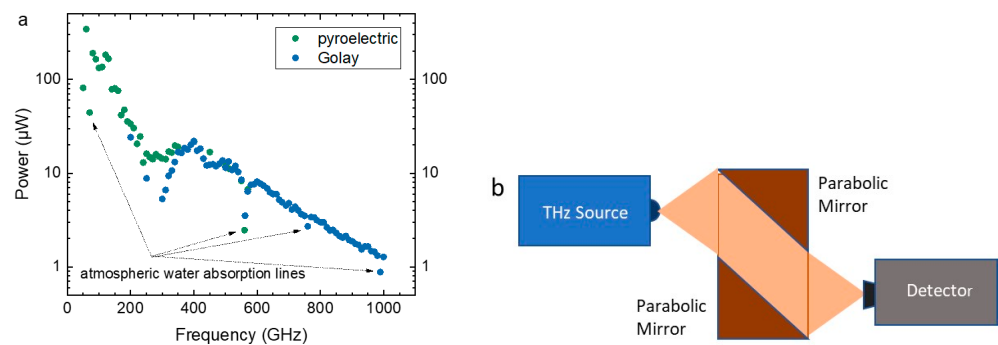 a
pyroelectric
Golay
100
10
1
100
10
1
Power (µW)
atmospheric water absorption lines
0 200 400 600 800 1000
Frequency (GHz)
b
THz Source
Parabolic
Mirror
Parabolic
Mirror
Detector